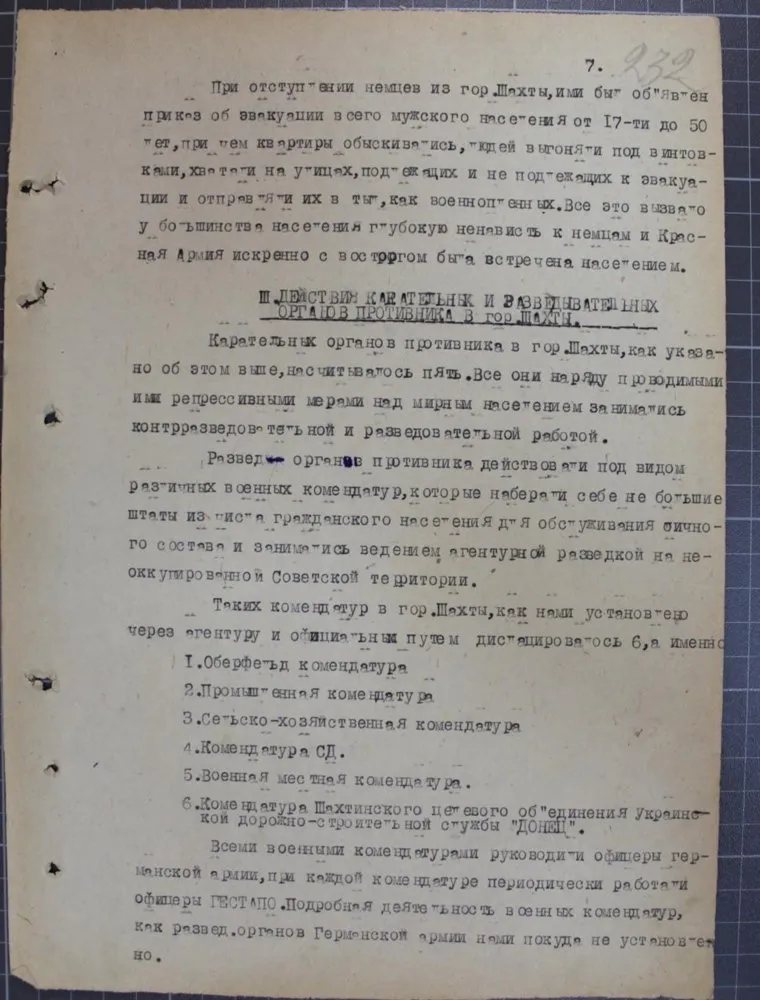 7.
232
При отступлении немцев из гор.Шахты,ими был об"явлен
приказ об эвакуации всего мужского населения от 17-ти до 50
лет,при чем квартиры обыскивались,людей выгоняли под винтов-
ками,хватали на улицах,подлежащих и не подлежащих к эвакуа-
ции и отправляли их в тыл,как военнопленных.Все это вызвало
у большинства населения глубокую ненависть к немцам и Крас-
ная Армия искренно с восторгом была встречена населением.
III.ДЕЙСТВИЯ КАРАТЕЛЬНЫХ И РАЗВЕДЫВАТЕЛЬНЫХ
ОРГАНОВ ПРОТИВНИКА В гор.ШАХТЫ.
Карательных органов противника в гор.Шахты,как указа-
но об этом выше,насчитывалось пять.Все они наряду проводимыми
ими репрессивными мерами над мирным населением занимались
контрразведовательной и разведовательной работой.
Развед органов противника действовали под видом
различных военных комендатур,которые наберали себе не большие
штаты из числа гражданского населения для обслуживания лично-
го состава и занимались ведением агентурной разведкой на не-
оккупированной Советской территории.
Таких комендатур в гор.Шахты,как нами установлено
через агентуру и официальным путем дислацировалось 6,а именно
1.Оберфельд комендатура
2.Промышленная комендатура
3.Сельско-хозяйственная комендатура
4.Комендатура СД.
5.Военная местная комендатура.
6.Комендатура Шахтинского целевого об"единения Украинс-
кой дорожно-строительной службы "ДОНЕЦ".
Всеми военными комендатурами руководили офицеры гер-
манской армии,при каждой комендатуре периодически работали
офицеры ГЕСТАПО.Подробная деятельность военных комендатур,
как развед.органов Германской армии нами покуда не установлен
но.